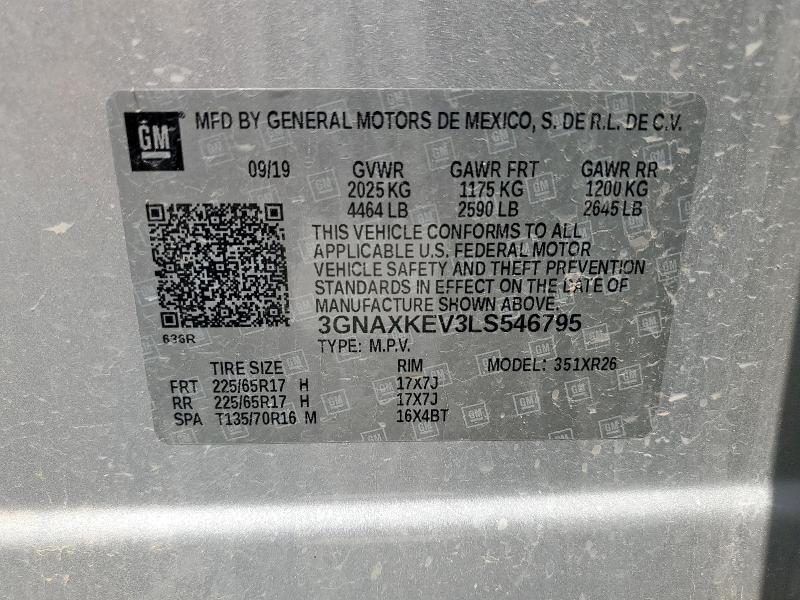 GM
MFD BY GENERAL MOTORS DE MEXICO, S. DE R.L. DE C.V.
09/19 GVWR GAWR FRT GAWR RR
2025 KG 1175 KG 1200 KG
4464 LB 2590 LB 2645 LB
THIS VEHICLE CONFORMS TO ALL
APPLICABLE U.S. FEDERAL MOTOR
VEHICLE SAFETY AND THEFT PREVENTION
STANDARDS IN EFFECT ON THE DATE OF
MANUFACTURE SHOWN ABOVE.
3GNAXKEV3LS546795
636R
TYPE: M.P.V.
TIRE SIZE RIM MODEL: 351XR26
FRT 225/65R17 H 17X7J
RR 225/65R17 H 17X7J
SPA T135/70R16 M 16X4BT